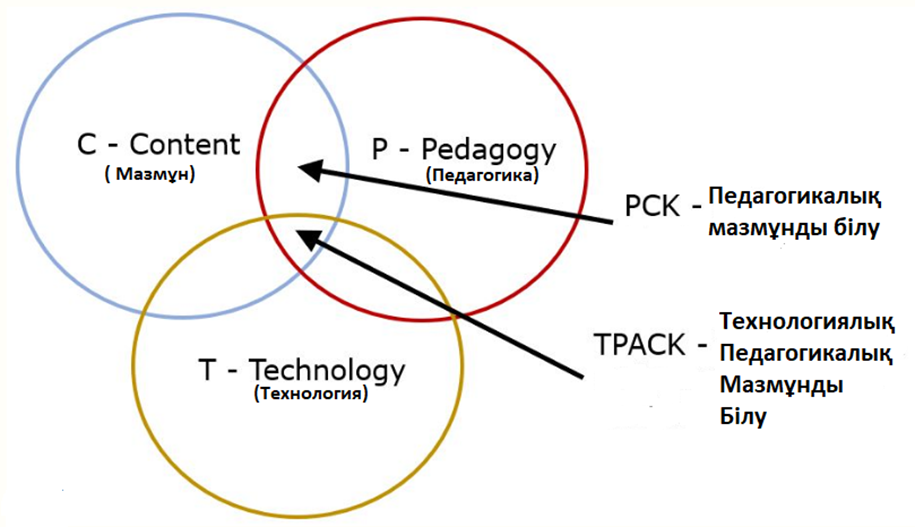 C - Content
( Мазмұн)
P - Pedagogy
(Педагогика)
PCK - Педагогикалық
мазмұнды білу
TPACK - Технологиялық
Педагогикалық
Мазмұнды
Білу
T - Technology
(Технология)